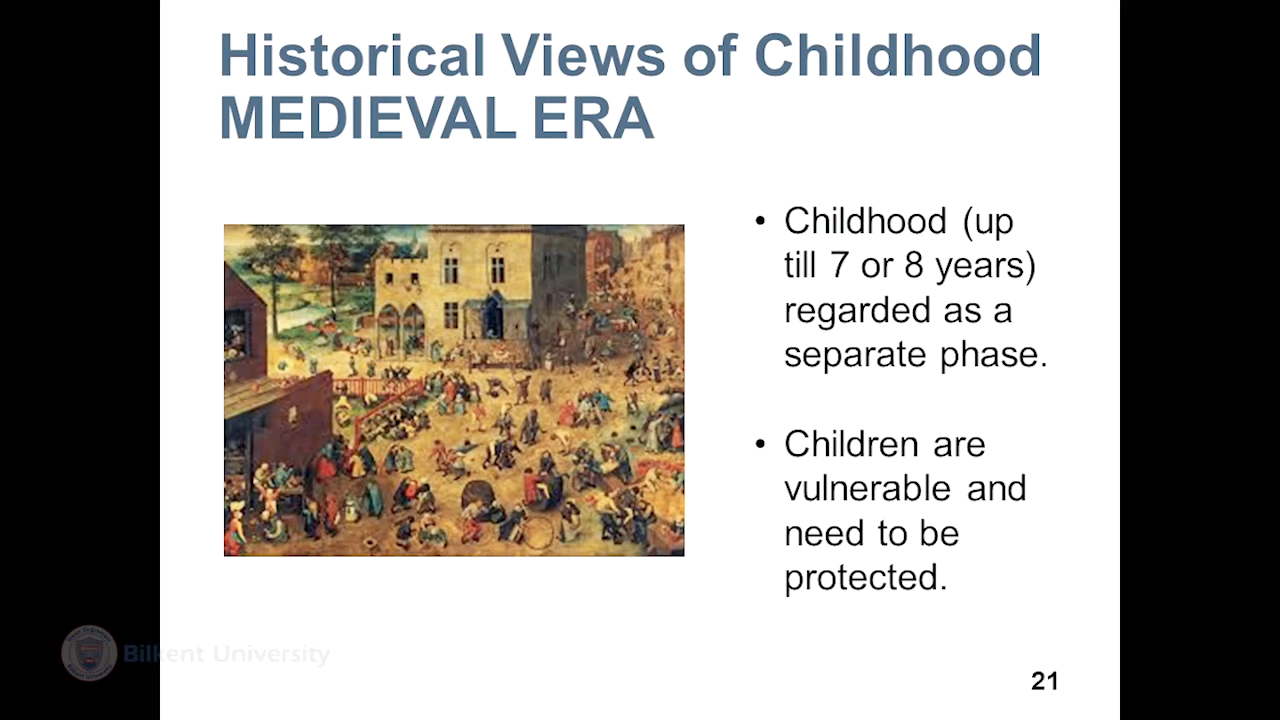 Historical Views of Childhood
MEDIEVAL ERA
• Childhood (up
till 7 or 8 years)
regarded as a
separate phase.
• Children are
vulnerable and
need to be
protected.
Bilkent University
21